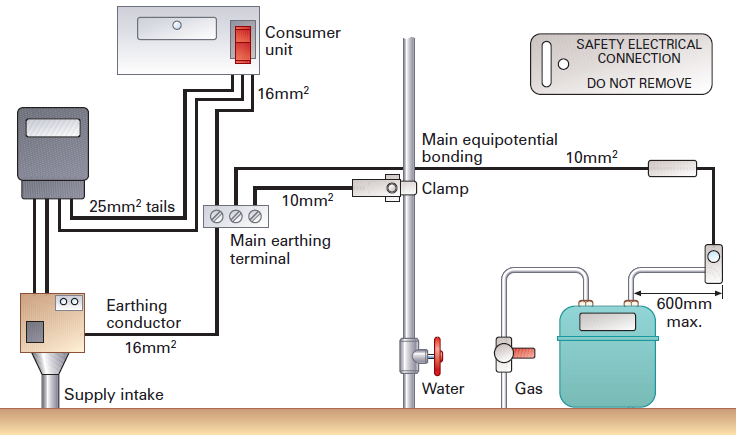 Consumer
unit
SAFETY ELECTRICAL
CONNECTION
DO NOT REMOVE
16mm²
Main equipotential
bonding
10mm²
Clamp
25mm² tails
10mm²
Main earthing
terminal
Earthing
conductor
16mm²
600mm
max.
Supply intake
Water
Gas